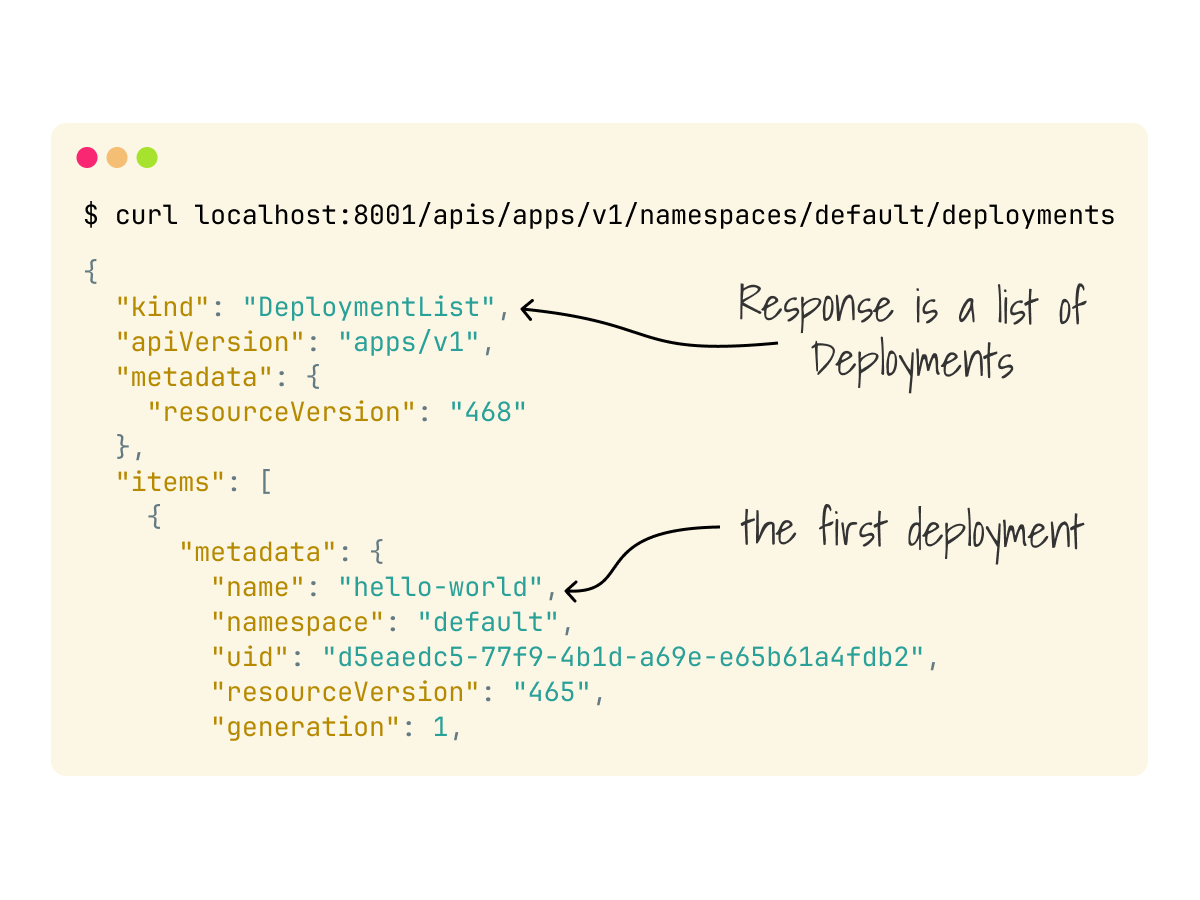 $ curl localhost:8001/apis/apps/v1/namespaces/default/deployments
{
  "kind": "DeploymentList",
  "apiVersion": "apps/v1",
  "metadata": {
    "resourceVersion": "468"
  },
  "items": [
    {
      "metadata": {
        "name": "hello-world",
        "namespace": "default",
        "uid": "d5eaedc5-77f9-4b1d-a69e-e65b61a4fdb2",
        "resourceVersion": "465",
        "generation": 1,
Response is a list of
Deployments
the first deployment